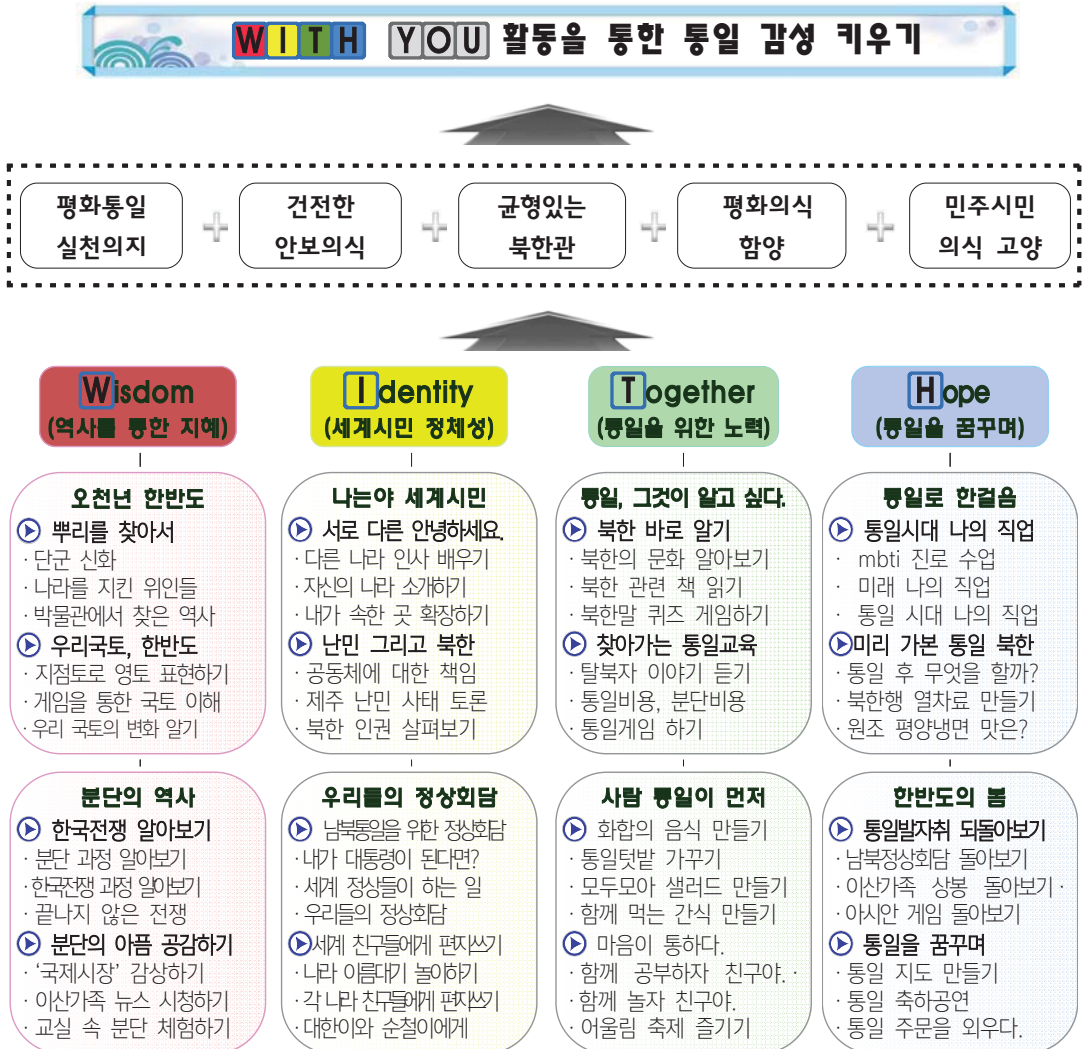 WITH YOU 활동을 통한 통일 감성 키우기
평화통일
실천의지
건전한
안보의식
균형있는
북한관
평화의식
함양
민주시민
의식 고양
Wisdom
(역사를 통한 지혜)
오천년 한반도
뿌리를 찾아서
· 단군 신화
· 나라를 지킨 위인들
· 박물관에서 찾은 역사
우리국토, 한반도
· 지점토로 영토 표현하기
· 게임을 통한 국토 이해
· 우리 국토의 변화 알기
분단의 역사
한국전쟁 알아보기
· 분단 과정 알아보기
· 한국전쟁 과정 알아보기
· 끝나지 않은 전쟁
분단의 아픔 공감하기
· '국제시장' 감상하기
· 이산가족 뉴스 시청하기
· 교실 속 분단 체험하기
Identity
(세계시민 정체성)
나는야 세계시민
서로 다른 안녕하세요.
· 다른 나라 인사 배우기
· 자신의 나라 소개하기
· 내가 속한 곳 확장하기
난민 그리고 북한
· 공동체에 대한 책임
· 제주 난민 사태 토론
· 북한 인권 살펴보기
우리들의 정상회담
남북통일을 위한 정상회담
· 내가 대통령이 된다면?
· 세계 정상들이 하는 일
· 우리들의 정상회담
세계 친구들에게 편지쓰기
· 나라 이름대기 놀이하기
· 각 나라 친구들에게 편지쓰기
· 대한이와 순철이에게
Together
(통일을 위한 노력)
통일, 그것이 알고 싶다.
북한 바로 알기
· 북한의 문화 알아보기
· 북한 관련 책 읽기
· 북한말 퀴즈 게임하기
찾아가는 통일교육
· 탈북자 이야기 듣기
· 통일비용, 분단비용
· 통일게임 하기
사람 통일이 먼저
화합의 음식 만들기
· 통일텃밭 가꾸기
· 모두모아 샐러드 만들기
· 함께 먹는 간식 만들기
마음이 통하다.
· 함께 공부하자 친구야. ·
· 함께 놀자 친구야.
· 어울림 축제 즐기기
Hope
(통일을 꿈꾸며)
통일로 한걸음
통일시대 나의 직업
· mbti 진로 수업
· 미래 나의 직업
· 통일 시대 나의 직업
미리 가본 통일 북한
· 통일 후 무엇을 할까?
· 북한행 열차료 만들기
· 원조 평양냉면 맛은?
한반도의 봄
통일발자취 되돌아보기
· 남북정상회담 돌아보기
· 이산가족 상봉 돌아보기 ·
· 아시안 게임 돌아보기
통일을 꿈꾸며
· 통일 지도 만들기
· 통일 축하공연
· 통일 주문을 외우다.